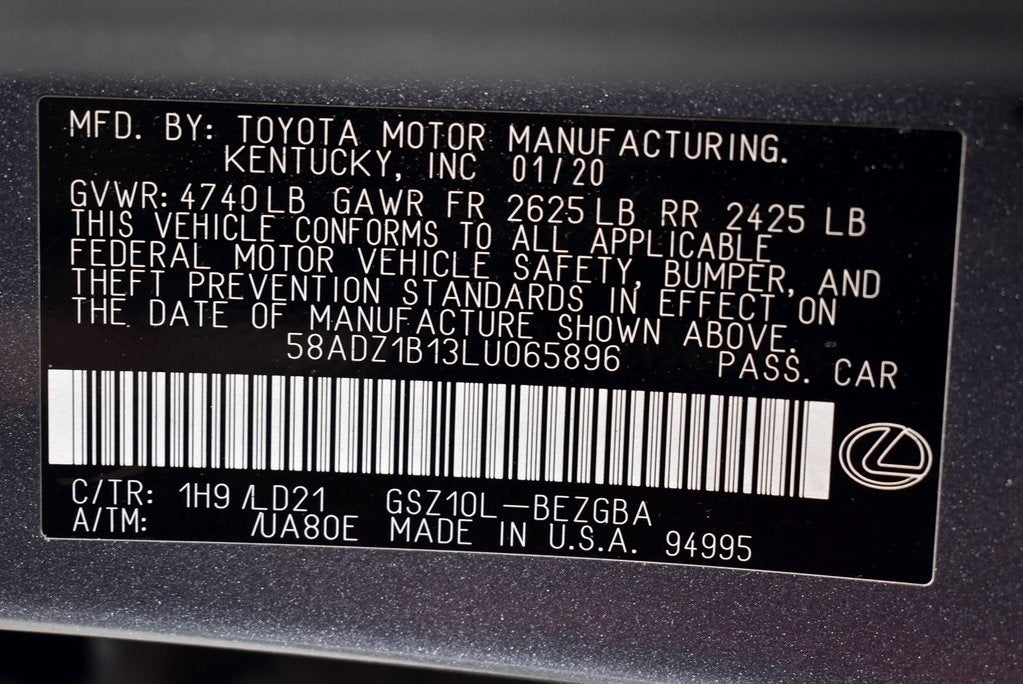 MFD. BY: TOYOTA MOTOR MANUFACTURING.
KENTUCKY, INC 01/20
GVWR: 4740LB GAWR FR 2625LB RR 2425 LB
THIS VEHICLE CONFORMS TO ALL APPLICABLE
FEDERAL MOTOR VEHICLE SAFETY, BUMPER, AND
THEFT PREVENTION STANDARDS IN EFFECT ON
THE DATE OF MANUFACTURE SHOWN ABOVE.
58ADZ1B13LU065896 PASS. CAR
C/TR: 1H9 /LD21 GSZ10L-BEZGBA
A/TM: /UA80E MADE IN U.S.A. 94995